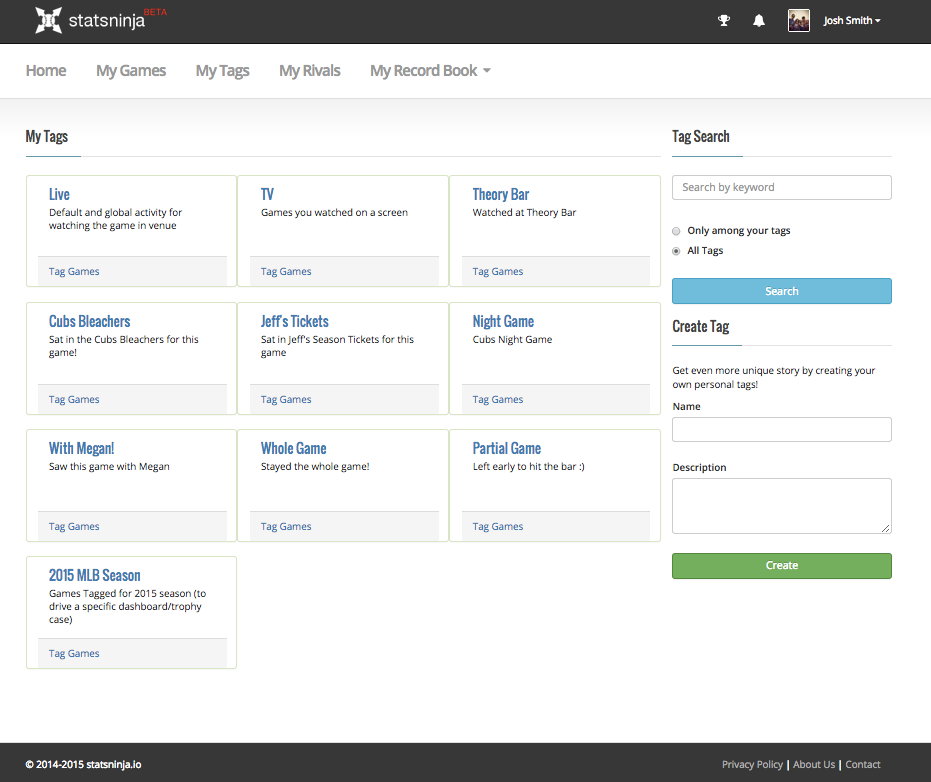 statsninja BETA
Josh Smith
Home My Games My Tags My Rivals My Record Book
My Tags
Live
Default and global activity for
watching the game in venue
Tag Games
TV
Games you watched on a screen
Tag Games
Theory Bar
Watched at Theory Bar
Tag Games
Cubs Bleachers
Sat in the Cubs Bleachers for this
game!
Tag Games
Jeff's Tickets
Sat in Jeff's Season Tickets for this
game
Tag Games
Night Game
Cubs Night Game
Tag Games
With Megan!
Saw this game with Megan
Tag Games
Whole Game
Stayed the whole game!
Tag Games
Partial Game
Left early to hit the bar :)
Tag Games
2015 MLB Season
Games Tagged for 2015 season (to
drive a specific dashboard/trophy
case)
Tag Games
Tag Search
Search by keyword
Only among your tags
All Tags
Search
Create Tag
Get even more unique story by creating your
own personal tags!
Name
Description
Create
© 2014-2015 statsninja.io
Privacy Policy | About Us | Contact